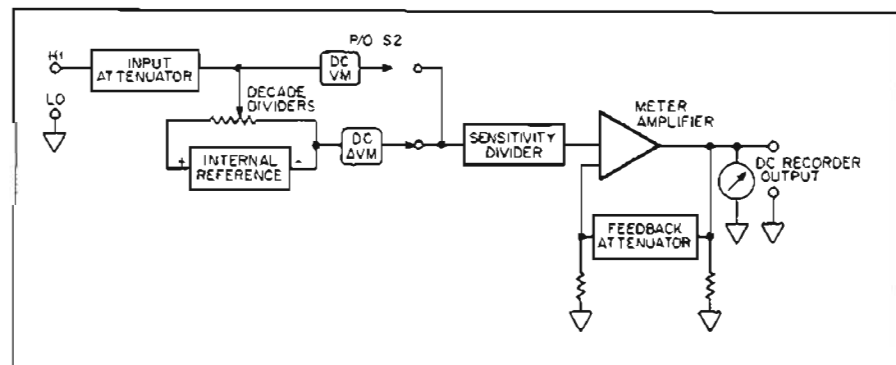 HI
INPUT
ATTENUATOR
LO
DECADE
DIVIDERS
+ INTERNAL -
REFERENCE
DC
VM
P/O S2
DC
ΔVM
SENSITIVITY
DIVIDER
METER
AMPLIFIER
FEEDBACK
ATTENUATOR
DC RECORDER
OUTPUT